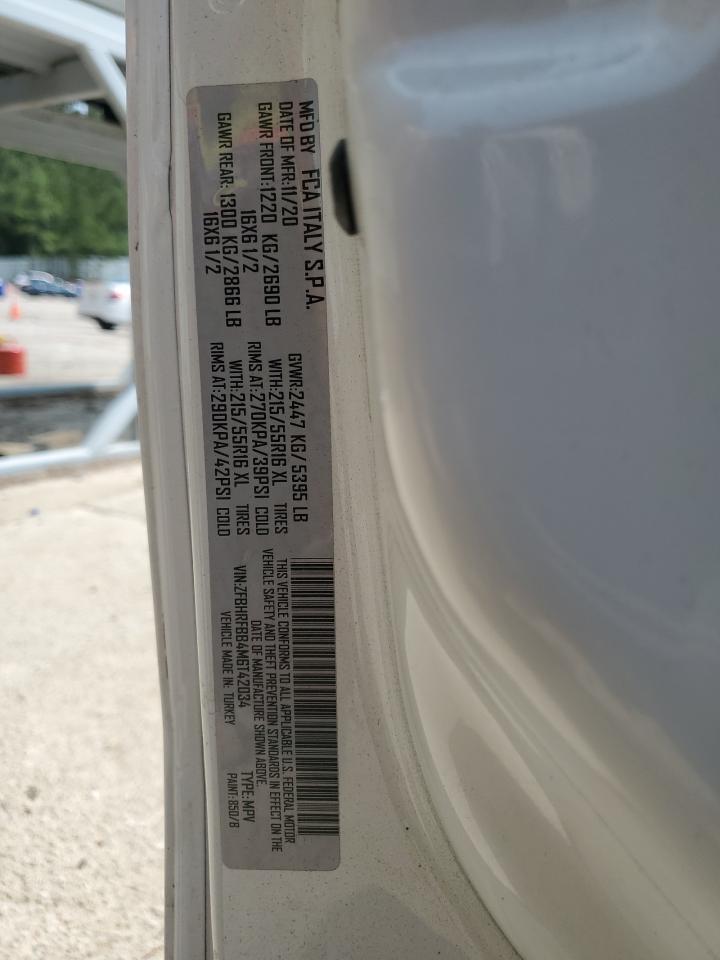 MFD BY FCA ITALY S.P.A.
DATE OF MFR:11/20 GVWR:2447 KG/5395 LB
GAWR FRONT:1220 KG/2690 LB WITH:215/55R16 XL TIRES
16X6 1/2 RIMS AT:270KPA/39PSI COLD
GAWR REAR: 1300 KG/2866 LB WITH:215/55R16 XL TIRES
16X6 1/2 RIMS AT:290KPA/42PSI COLD
THIS VEHICLE CONFORMS TO ALL APPLICABLE U.S. FEDERAL MOTOR
VEHICLE SAFETY AND THEFT PREVENTION STANDARDS IN EFFECT ON THE
DATE OF MANUFACTURE SHOWN ABOVE.
VIN:ZFBHRFBB4M6T42034 TYPE: MPV
VEHICLE MADE IN: TURKEY PAINT: 850/B